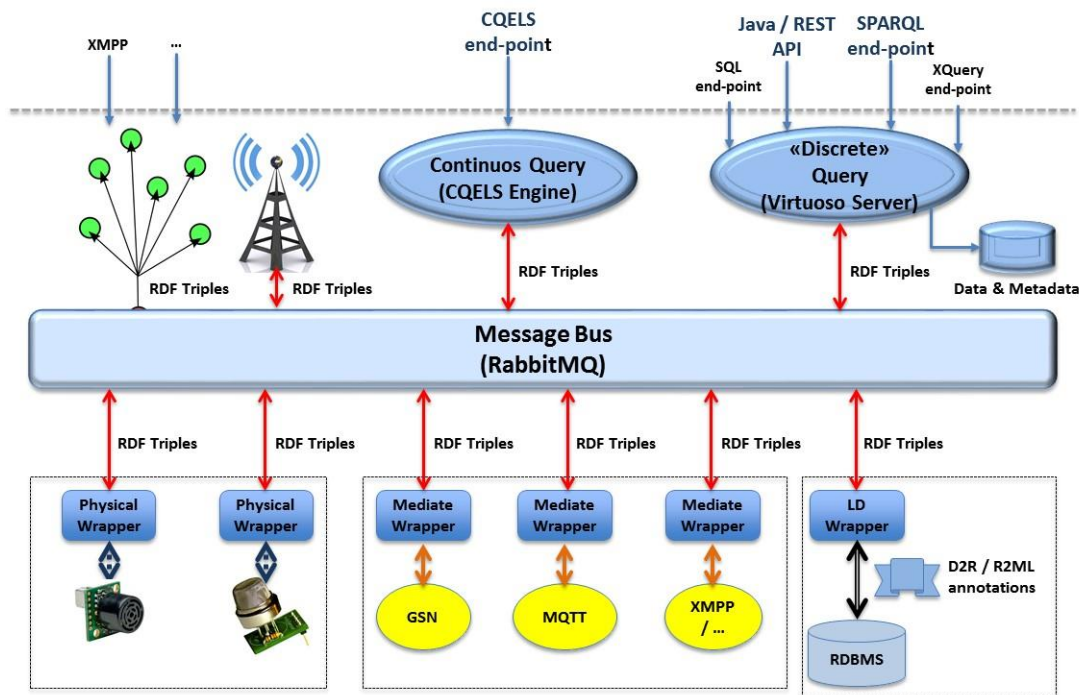 CQELS
end-point
Java / REST
API
SPARQL
end-point
XMPP
...
SQL
end-point
XQuery
end-point
Continuos Query
(CQELS Engine)
«Discrete»
Query
(Virtuoso Server)
RDF Triples
RDF Triples
RDF Triples
RDF Triples
Data & Metadata
Message Bus
(RabbitMQ)
RDF Triples
RDF Triples
RDF Triples
RDF Triples
RDF Triples
RDF Triples
Physical
Wrapper
Physical
Wrapper
Mediate
Wrapper
Mediate
Wrapper
Mediate
Wrapper
LD
Wrapper
D2R / R2ML
annotations
GSN
MQTT
XMPP
/ ...
RDBMS